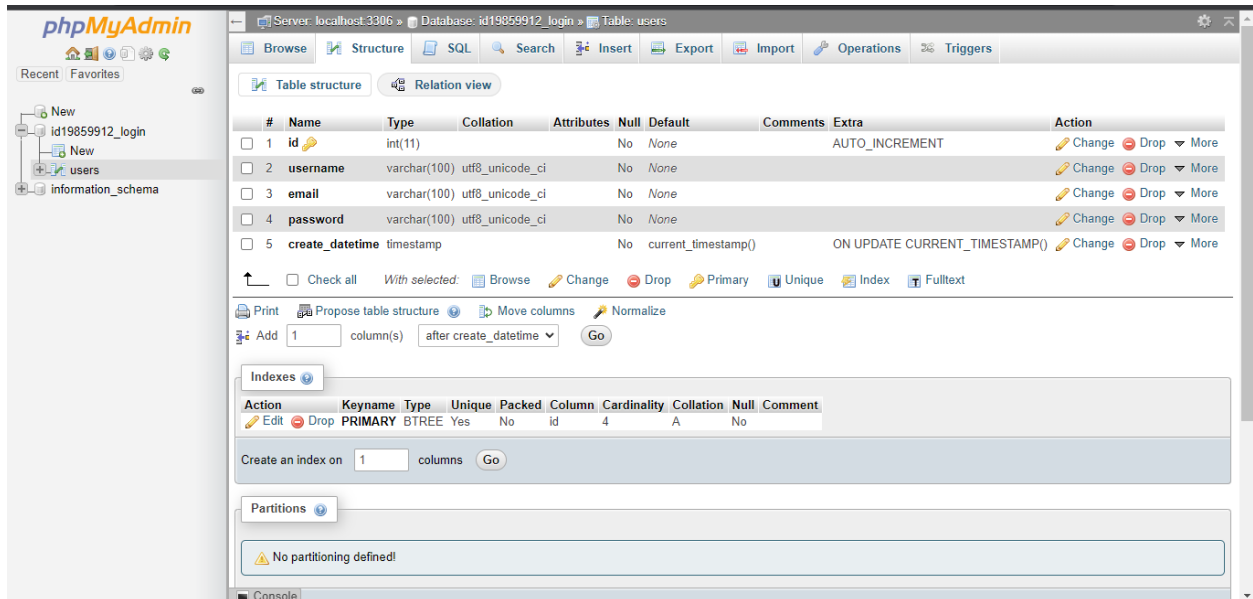 phpMyAdmin
Recent Favorites
New
id19859912_login
New
users
information_schema
Server: localhost:3306 » Database: id19859912_login » Table: users
Browse Structure SQL Search Insert Export Import Operations Triggers
Table structure Relation view
# Name Type Collation Attributes Null Default Comments Extra Action
1 id int(11) No None AUTO_INCREMENT Change Drop More
2 username varchar(100) utf8_unicode_ci No None Change Drop More
3 email varchar(100) utf8_unicode_ci No None Change Drop More
4 password varchar(100) utf8_unicode_ci No None Change Drop More
5 create_datetime timestamp No current_timestamp() ON UPDATE CURRENT_TIMESTAMP() Change Drop More
Check all With selected: Browse Change Drop Primary Unique Index Fulltext
Print Propose table structure Move columns Normalize
Add 1 column(s) after create_datetime Go
Indexes
Action Keyname Type Unique Packed Column Cardinality Collation Null Comment
Edit Drop PRIMARY BTREE Yes No id 4 A No
Create an index on 1 columns Go
Partitions
No partitioning defined!
Console